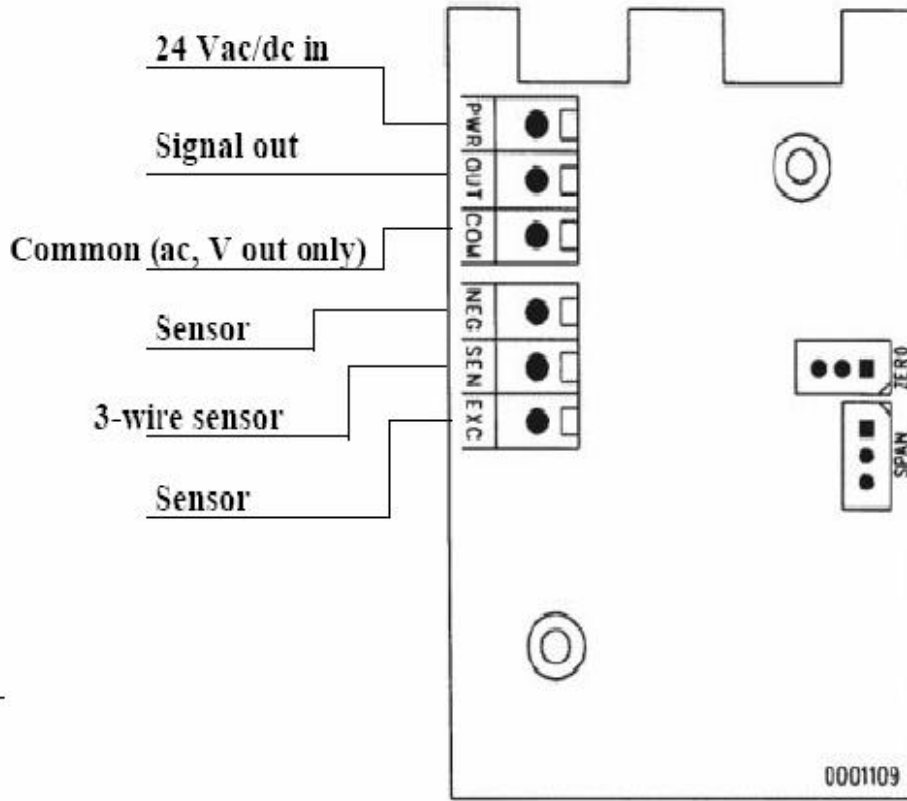 24 Vac/dc in
Signal out
Common (ac, V out only)
Sensor
3-wire sensor
Sensor
PWR
OUT
COM
NEG
SEN
EXC
ZERO
SPAN
0001109